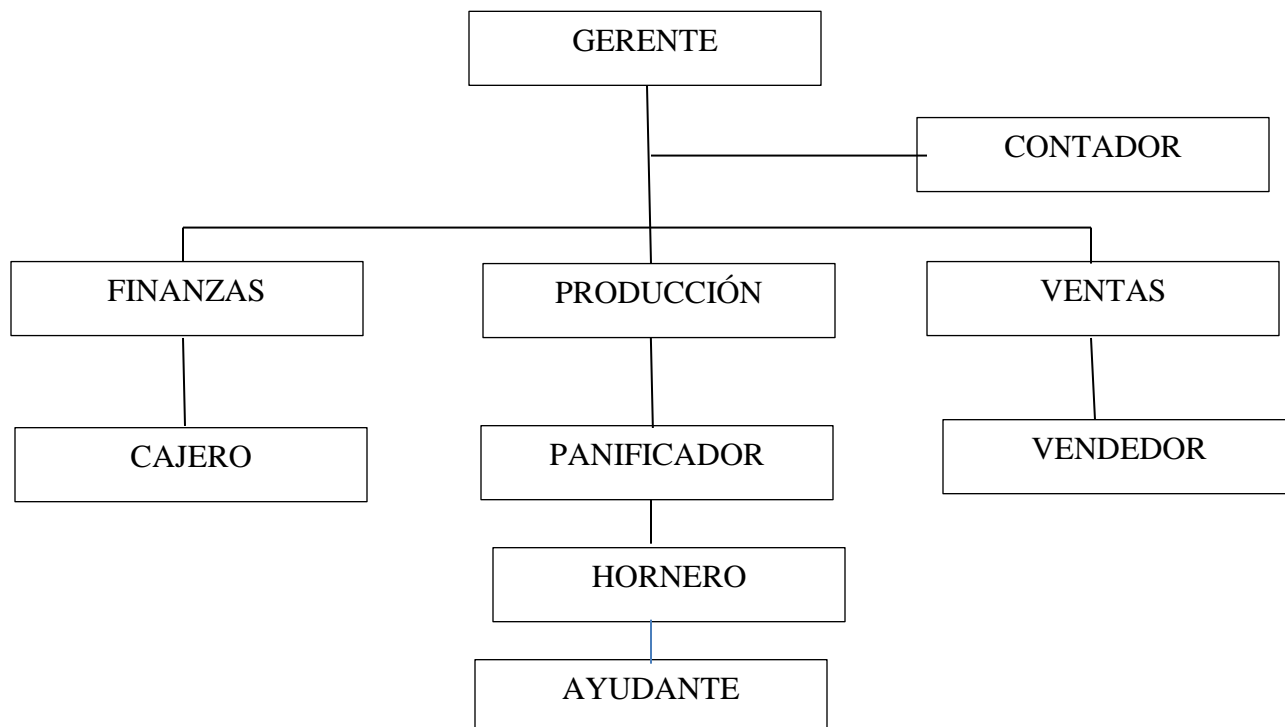 GERENTE
CONTADOR
FINANZAS
PRODUCCIÓN
VENTAS
CAJERO
PANIFICADOR
VENDEDOR
HORNERO
AYUDANTE